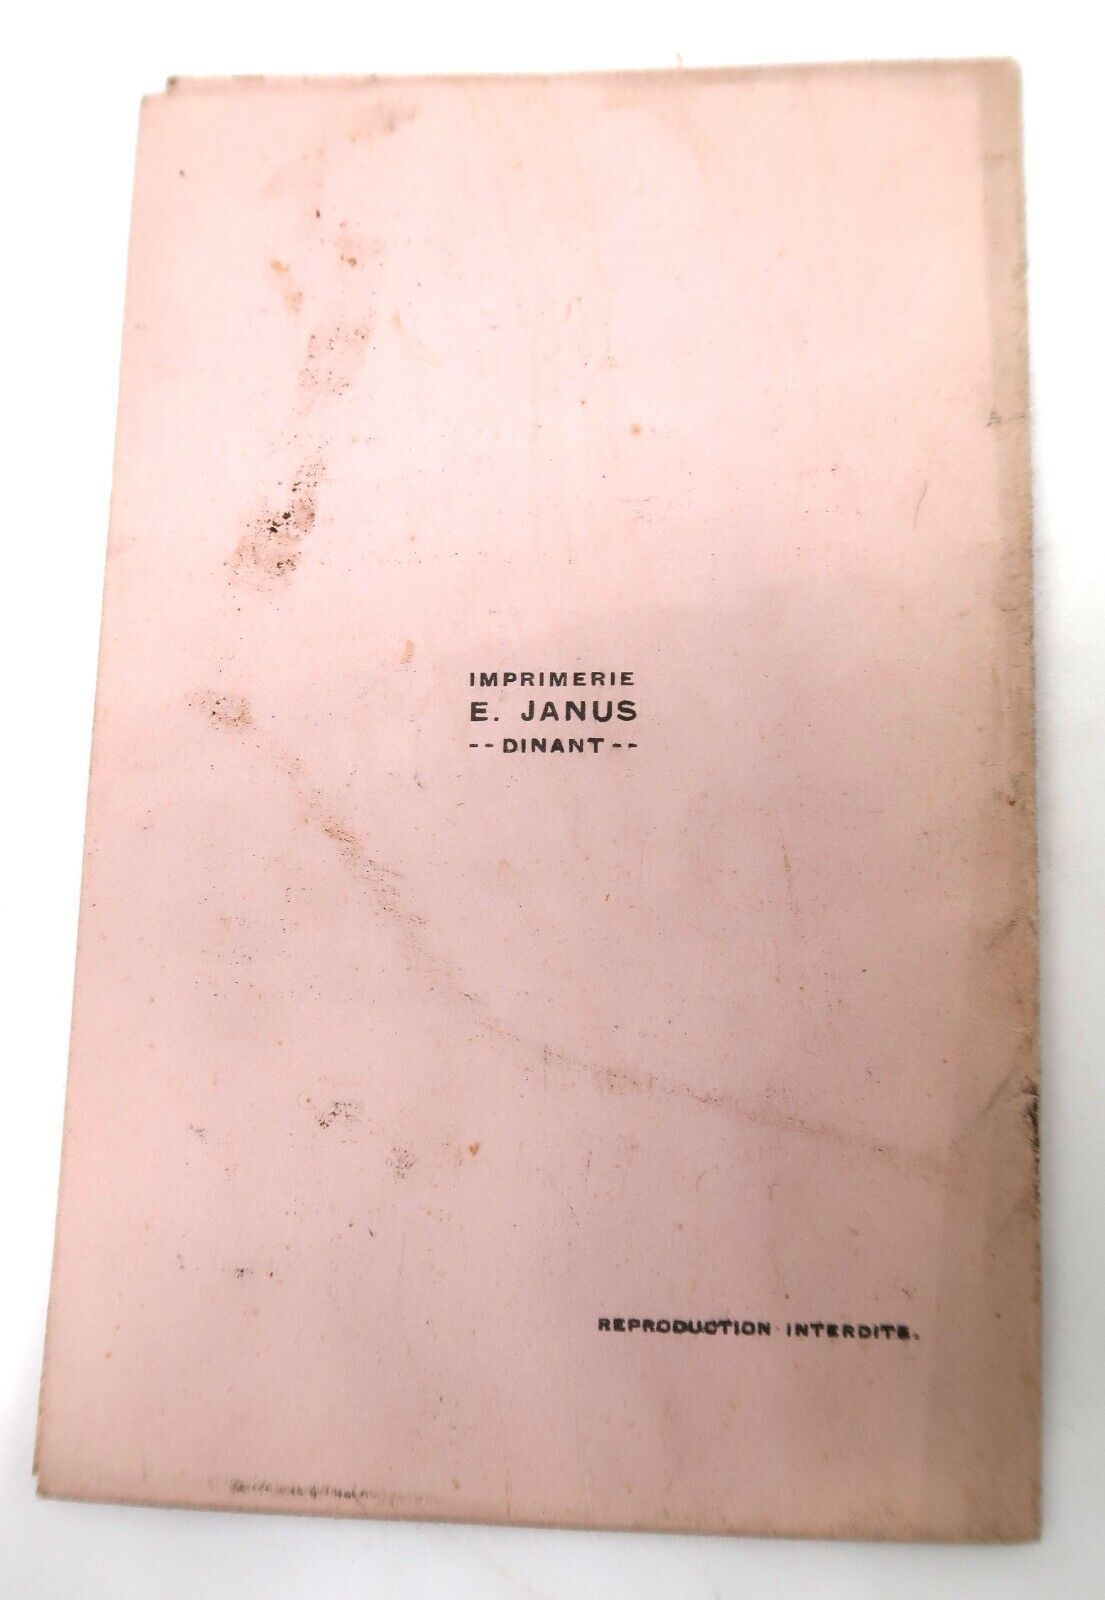 IMPRIMERIE
E. JANUS
-- DINANT --
REPRODUCTION INTERDITE.